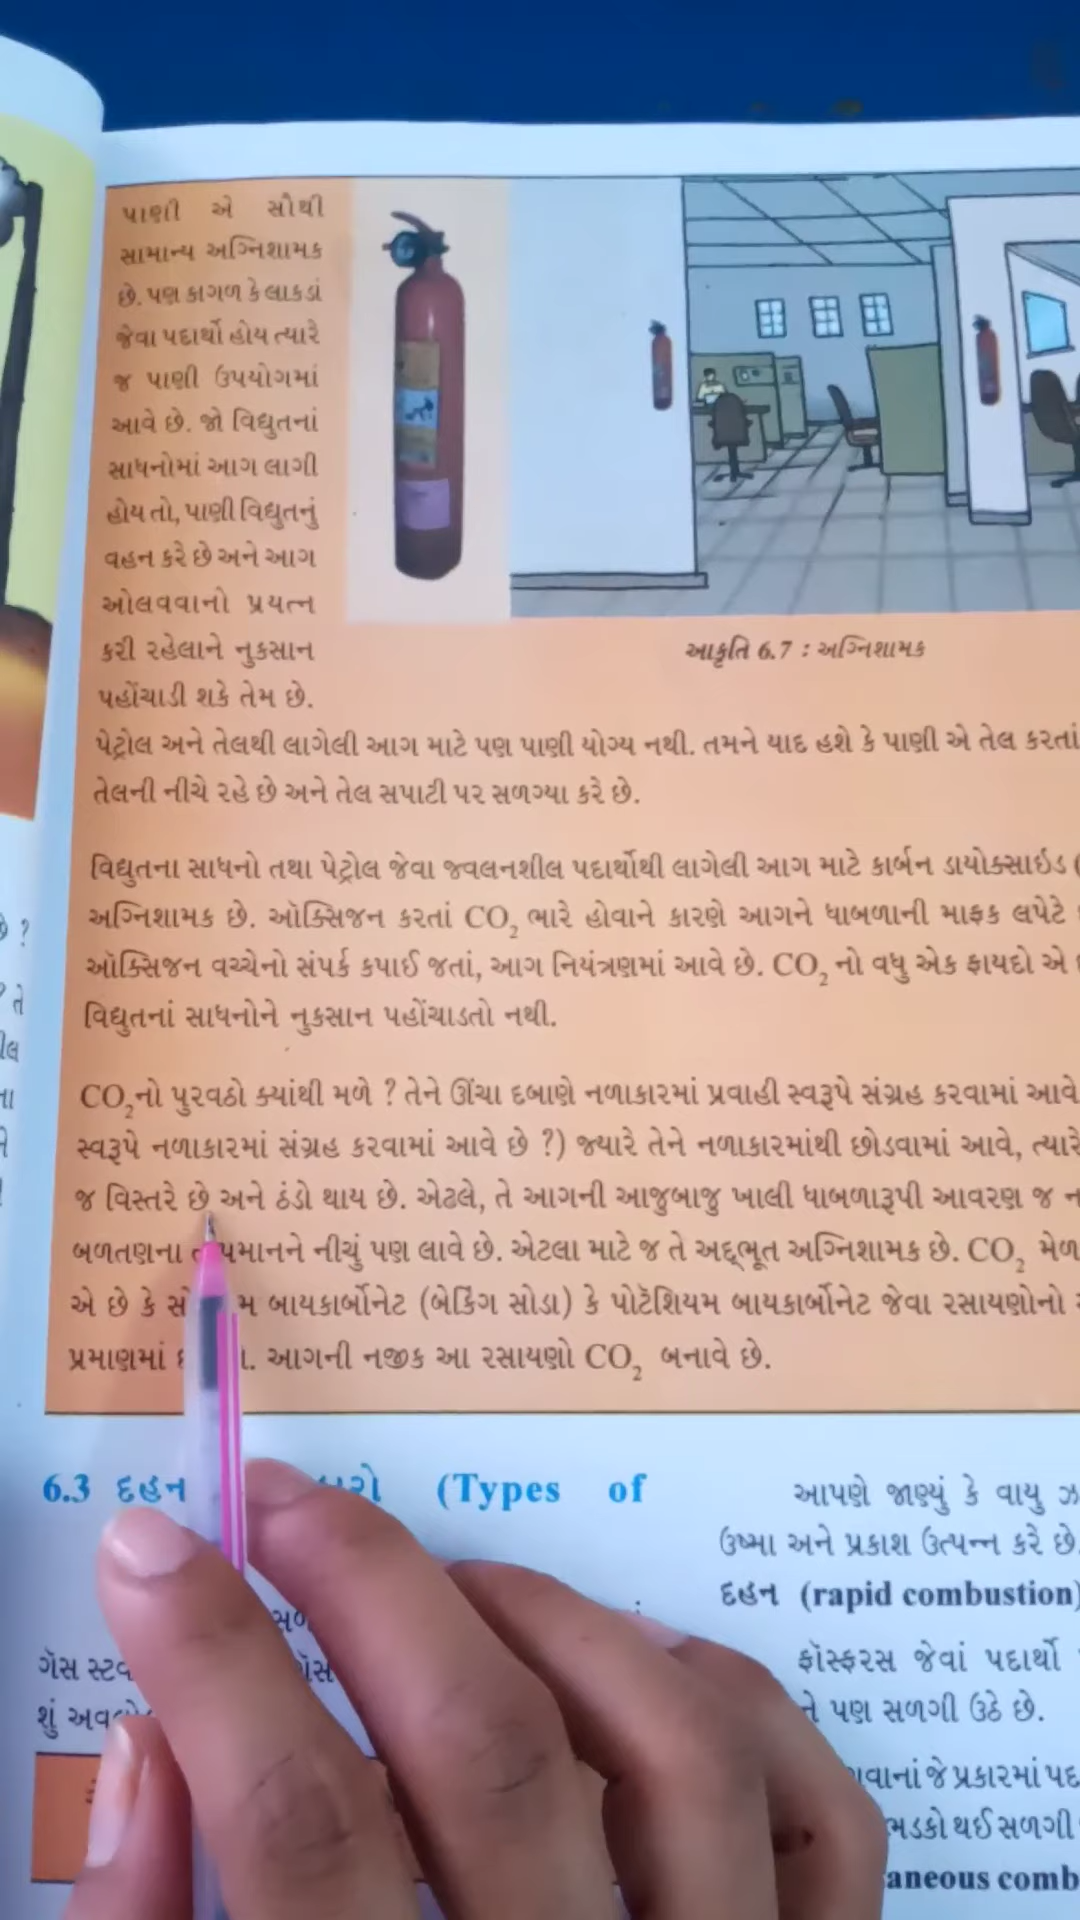 પાણી એ સૌથી
સામાન્ય અગ્નિશામક
છે. પણ કાગળ કે લાકડાં
જેવા પદાર્થો હોય ત્યારે
જ પાણી ઉપયોગમાં
આવે છે. જો વિદ્યુતનાં
સાધનોમાં આગ લાગી
હોય તો, પાણી વિદ્યુતનું
વહન કરે છે અને આગ
ઓલવવાનો પ્રયત્ન
કરી રહેલાને નુકસાન
પહોંચાડી શકે તેમ છે.
આકૃતિ 6.7 : અગ્નિશામક
પેટ્રોલ અને તેલથી લાગેલી આગ માટે પણ પાણી યોગ્ય નથી. તમને યાદ હશે કે પાણી એ તેલ કરતાં
તેલની નીચે રહે છે અને તેલ સપાટી પર સળગ્યા કરે છે.
વિદ્યુતના સાધનો તથા પેટ્રોલ જેવા જ્વલનશીલ પદાર્થોથી લાગેલી આગ માટે કાર્બન ડાયોક્સાઇડ (
અગ્નિશામક છે. ઑક્સિજન કરતાં CO₂ ભારે હોવાને કારણે આગને ધાબળાની માફક લપેટે
ઑક્સિજન વચ્ચેનો સંપર્ક કપાઈ જતાં, આગ નિયંત્રણમાં આવે છે. CO₂ નો વધુ એક ફાયદો એ
વિદ્યુતનાં સાધનોને નુકસાન પહોંચાડતો નથી.
CO₂નો પુરવઠો ક્યાંથી મળે ? તેને ઊંચા દબાણે નળાકારમાં પ્રવાહી સ્વરૂપે સંગ્રહ કરવામાં આવે
સ્વરૂપે નળાકારમાં સંગ્રહ કરવામાં આવે છે ?) જ્યારે તેને નળાકારમાંથી છોડવામાં આવે, ત્યારે
જ વિસ્તરે છે અને ઠંડો થાય છે. એટલે, તે આગની આજુબાજુ ખાલી ધાબળારૂપી આવરણ જ ન
બળતણના પમાનને નીચું પણ લાવે છે. એટલા માટે જ તે અદ્ભૂત અગ્નિશામક છે. CO₂ મેળ
એ છે કે સો મ બાયકાર્બોનેટ (બેકિંગ સોડા) કે પોટૅશિયમ બાયકાર્બોનેટ જેવા રસાયણોનો
પ્રમાણમાં આગની નજીક આ રસાયણો CO₂ બનાવે છે.
6.3 દહન (Types of
ગૅસ સ્ટવ
આપણે જાણ્યું કે વાયુ ઝ
ઉષ્મા અને પ્રકાશ ઉત્પન્ન કરે છે.
દહન (rapid combustion)
ફૉસ્ફરસ જેવાં પદાર્થો
ને પણ સળગી ઉઠે છે.
ગવાનાં જે પ્રકારમાં પદ
ભડકો થઈ સળગી
aneous comb